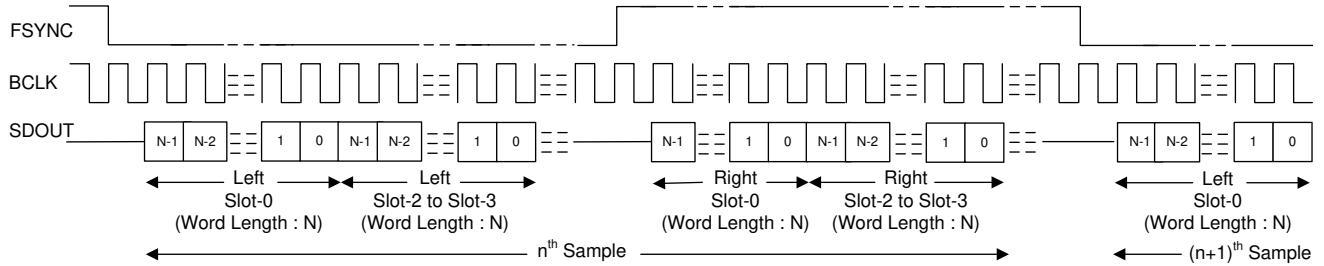 FSYNC
BCLK
SDOUT
N-1 N-2 1 0 N-1 N-2 1 0 N-1 1 0 N-1 N-2 1 0 N-1 N-2 1 0
Left Left Right Right Left
Slot-0 Slot-2 to Slot-3 Slot-0 Slot-2 to Slot-3 Slot-0
(Word Length : N) (Word Length : N) (Word Length : N) (Word Length : N) (Word Length : N)
nth Sample (n+1)th Sample